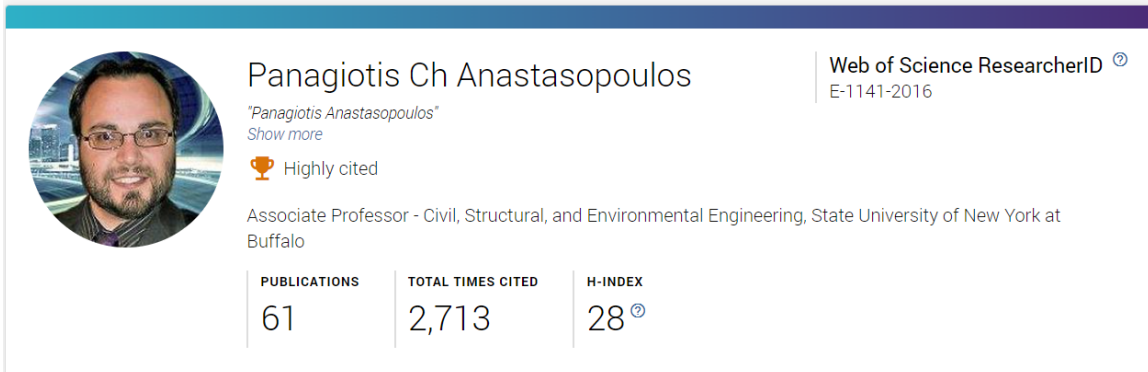 Panagiotis Ch Anastasopoulos
"Panagiotis Anastasopoulos"
Show more
Highly cited
Associate Professor - Civil, Structural, and Environmental Engineering, State University of New York at
Buffalo
PUBLICATIONS
61
TOTAL TIMES CITED
2,713
H-INDEX
28 ?
Web of Science ResearcherID ?
E-1141-2016